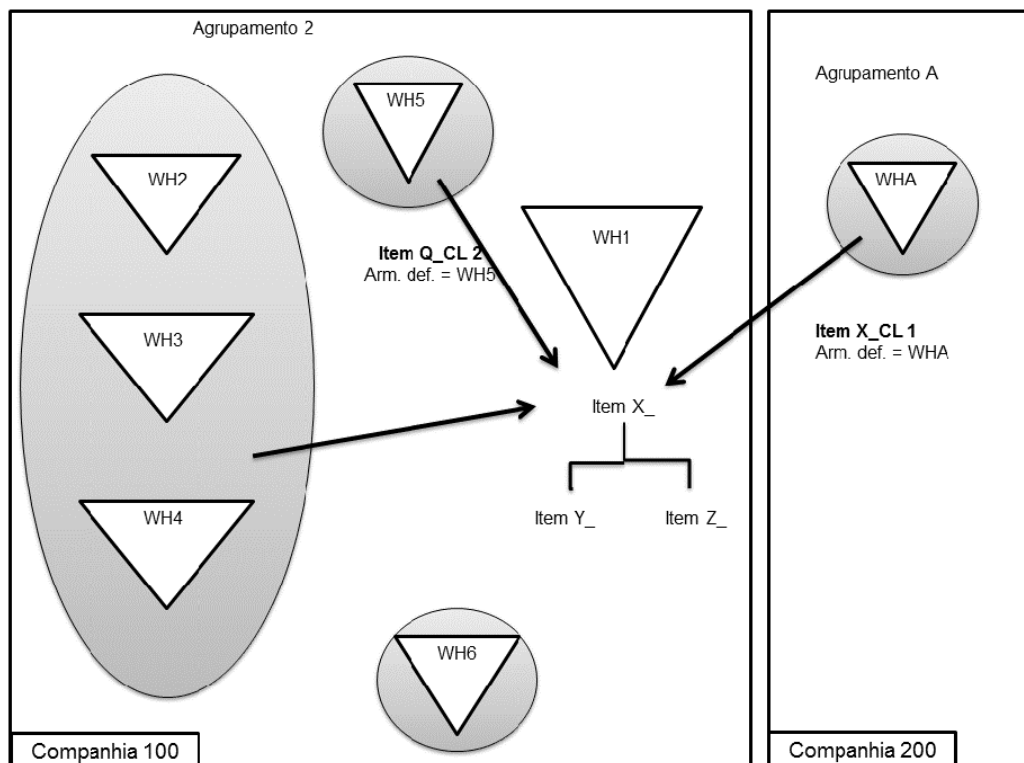 Agrupamento 2
WH5
Agrupamento A
WH2
WHA
WH1
Item Q_CL 2
Arm. def. = WH5
WH3
Item X_CL 1
Arm. def. = WHA
Item X_
WH4
Item Y_
Item Z_
WH6
Companhia 100
Companhia 200